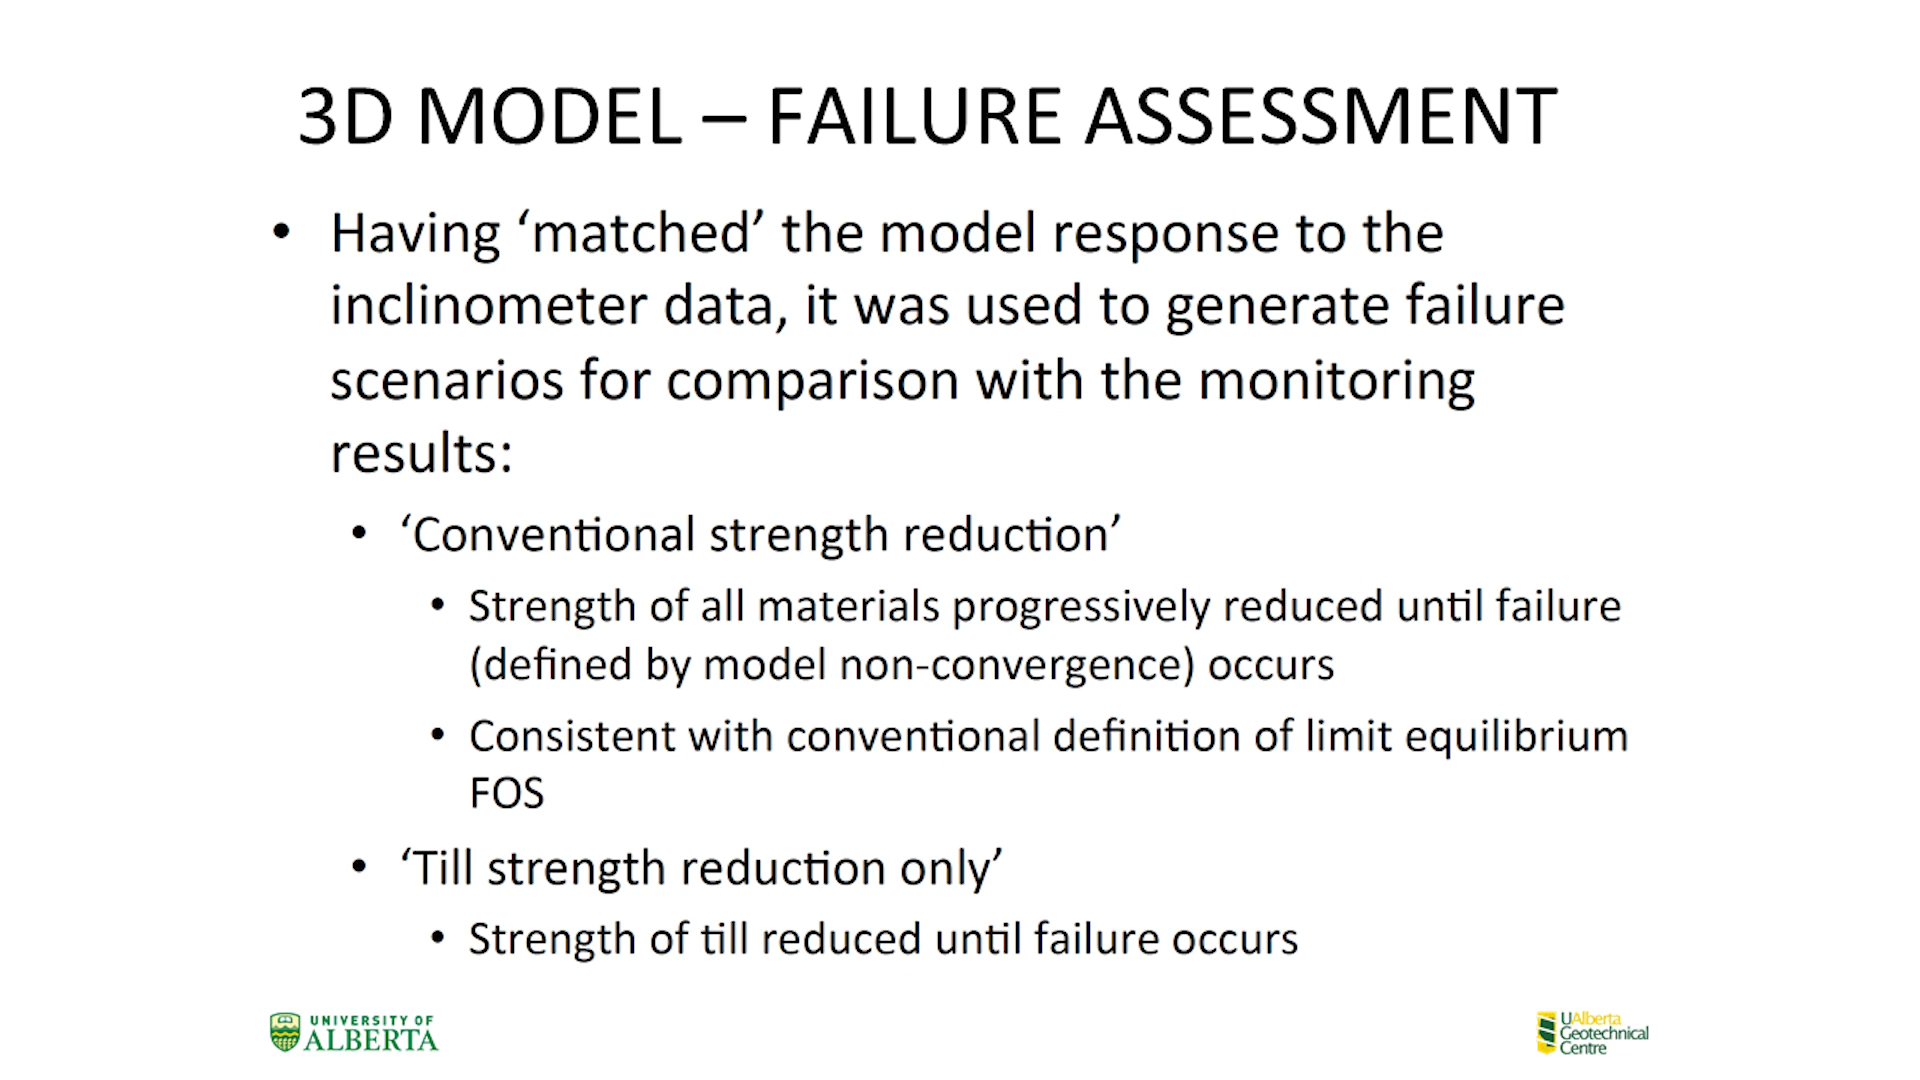 3D MODEL – FAILURE ASSESSMENT
• Having ‘matched’ the model response to the
inclinometer data, it was used to generate failure
scenarios for comparison with the monitoring
results:
• ‘Conventional strength reduction’
• Strength of all materials progressively reduced until failure
(defined by model non-convergence) occurs
• Consistent with conventional definition of limit equilibrium
FOS
• ‘Till strength reduction only’
• Strength of till reduced until failure occurs
UNIVERSITY OF
ALBERTA
UAlberta
Geotechnical
Centre